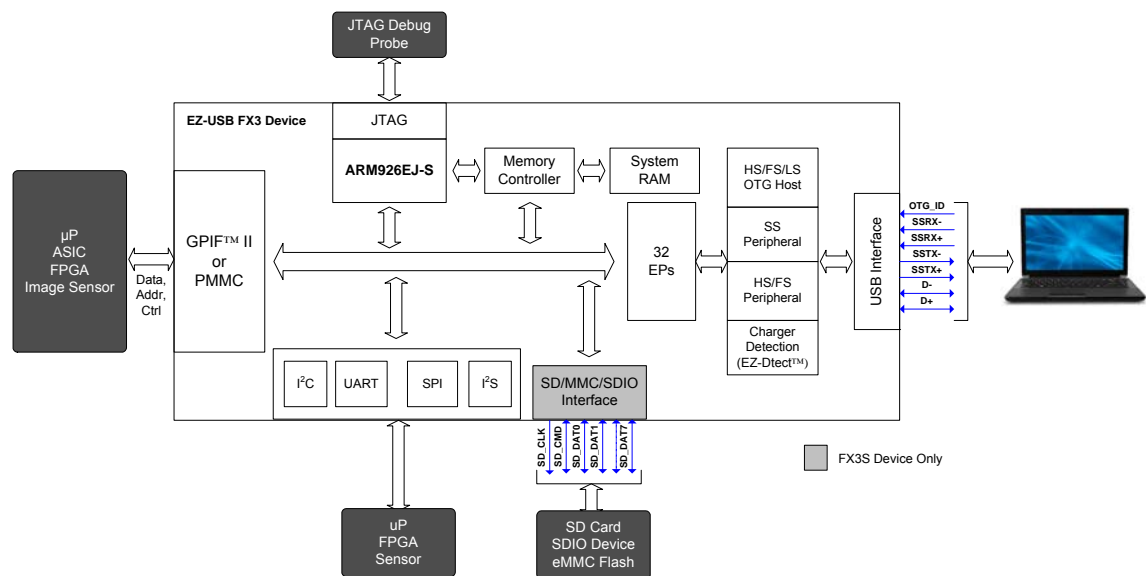 JTAG Debug
Probe
EZ-USB FX3 Device
JTAG
ARM926EJ-S
Memory
Controller
System
RAM
HS/FS/LS
OTG Host
SS
Peripheral
HS/FS
Peripheral
Charger
Detection
(EZ-Dtect™)
32
EPs
USB Interface
OTG_ID
SSRX-
SSRX+
SSTX-
SSTX+
D-
D+
µP
ASIC
FPGA
Image Sensor
Data,
Addr,
Ctrl
GPIF™ II
or
PMMC
I²C
UART
SPI
I²S
SD/MMC/SDIO
Interface
SD_CLK
SD_CMD
SD_DAT0
SD_DAT1
SD_DAT7
FX3S Device Only
uP
FPGA
Sensor
SD Card
SDIO Device
eMMC Flash